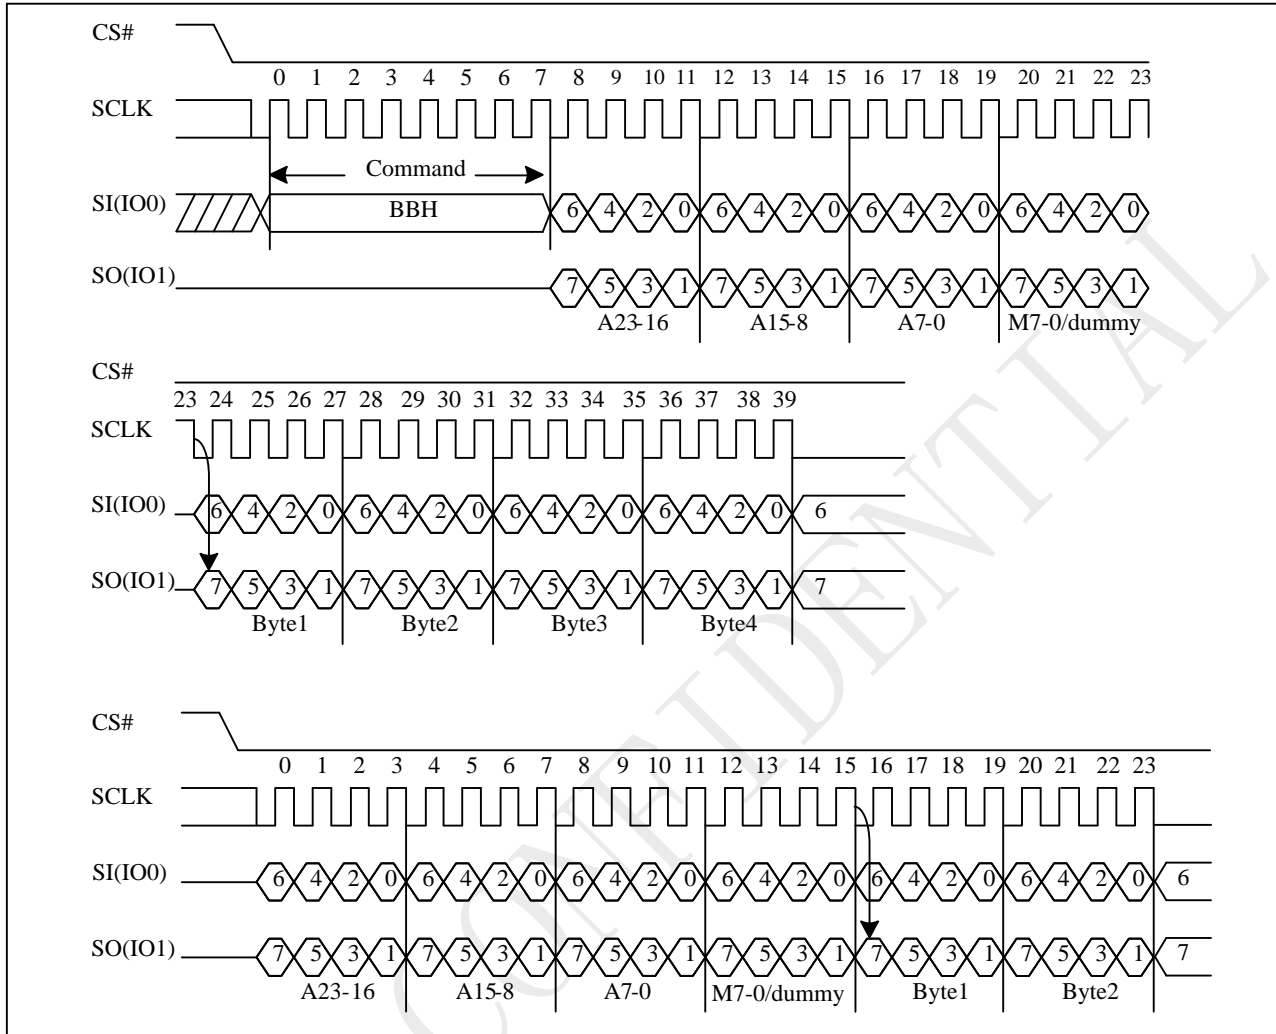 CS#
0 1 2 3 4 5 6 7 8 9 10 11 12 13 14 15 16 17 18 19 20 21 22 23
SCLK
Command
SI(IO0) BBH 6 4 2 0 6 4 2 0 6 4 2 0 6 4 2 0
SO(IO1) 7 5 3 1 7 5 3 1 7 5 3 1 7 5 3 1
A23-16 A15-8 A7-0 M7-0/dummy
CS#
23 24 25 26 27 28 29 30 31 32 33 34 35 36 37 38 39
SCLK
SI(IO0) 6 4 2 0 6 4 2 0 6 4 2 0 6 4 2 0 6
SO(IO1) 7 5 3 1 7 5 3 1 7 5 3 1 7 5 3 1 7
Byte1 Byte2 Byte3 Byte4
CS#
0 1 2 3 4 5 6 7 8 9 10 11 12 13 14 15 16 17 18 19 20 21 22 23
SCLK
SI(IO0) 6 4 2 0 6 4 2 0 6 4 2 0 6 4 2 0 6 4 2 0 6 4 2 0 6
SO(IO1) 7 5 3 1 7 5 3 1 7 5 3 1 7 5 3 1 7 5 3 1 7 5 3 1 7
A23-16 A15-8 A7-0 M7-0/dummy Byte1 Byte2
CONFIDENTIAL